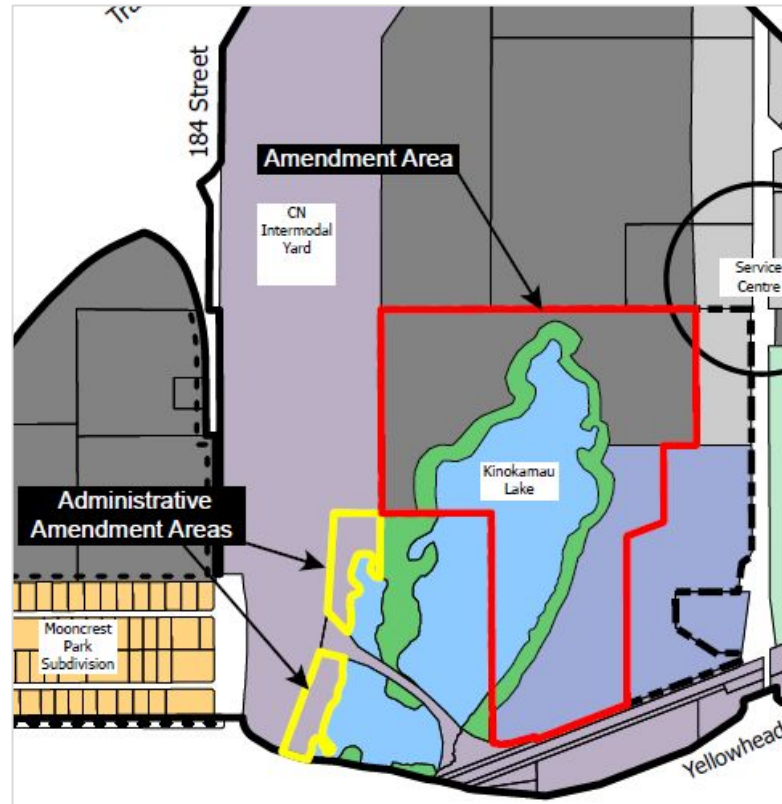 184 Street
Amendment Area
CN
Intermodal
Yard
Service
Centre
Kinokamau
Lake
Administrative
Amendment Areas
Mooncrest
Park
Subdivision
Yellowhead